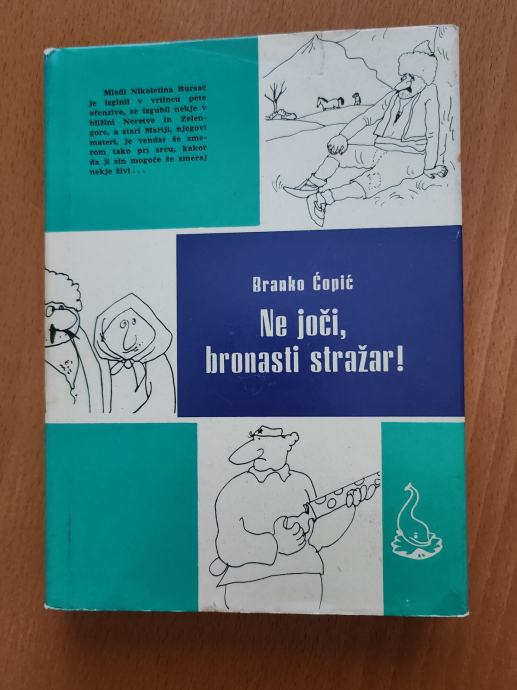 Mladi Nikoletina Bursać
je izginil v vrtincu pete
ofenzive, se izgubil nekje v
bližini Neretve in Zelen-
gore, a stari Mariji, njegovi
materi, je vendar še zme-
rom tako pri srcu, kakor
da ji sin mogoče še zmeraj
nekje živi...
Branko Ćopić
Ne joči,
bronasti stražar!